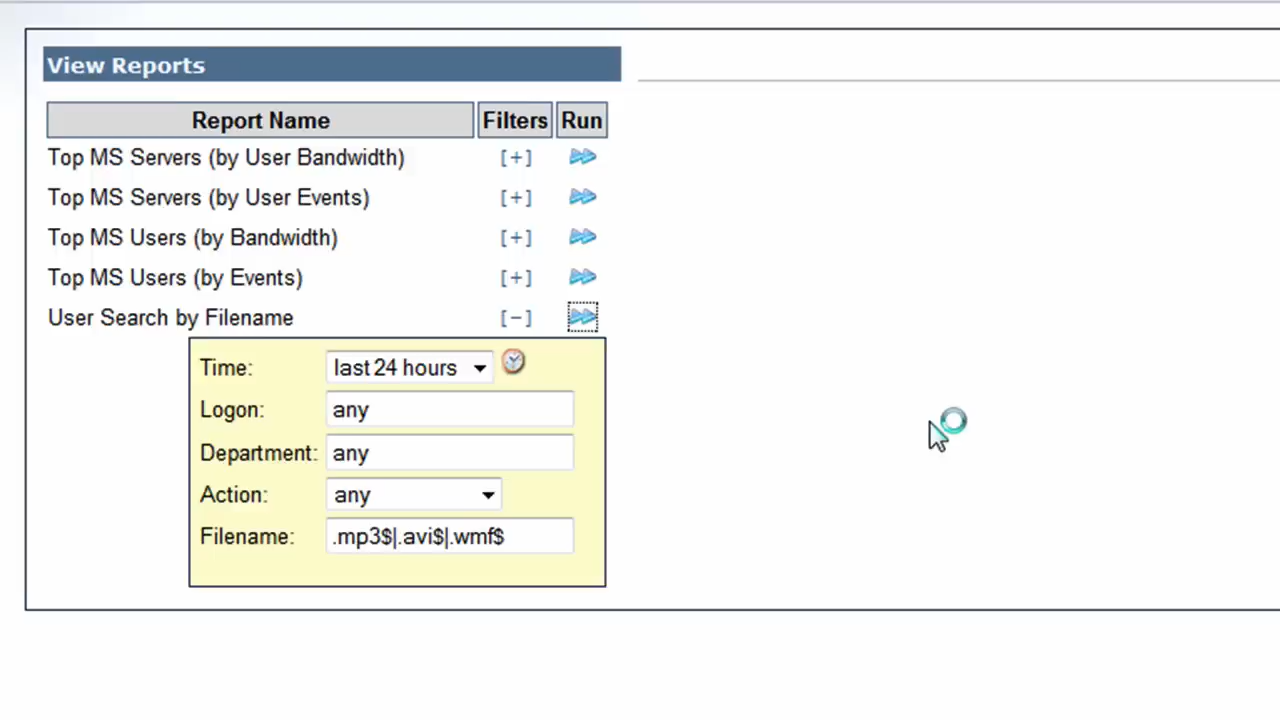 View Reports
Report Name Filters Run
Top MS Servers (by User Bandwidth) [+]
Top MS Servers (by User Events) [+]
Top MS Users (by Bandwidth) [+]
Top MS Users (by Events) [+]
User Search by Filename [-]
Time: last 24 hours
Logon: any
Department: any
Action: any
Filename: .mp3$|.avi$|.wmf$